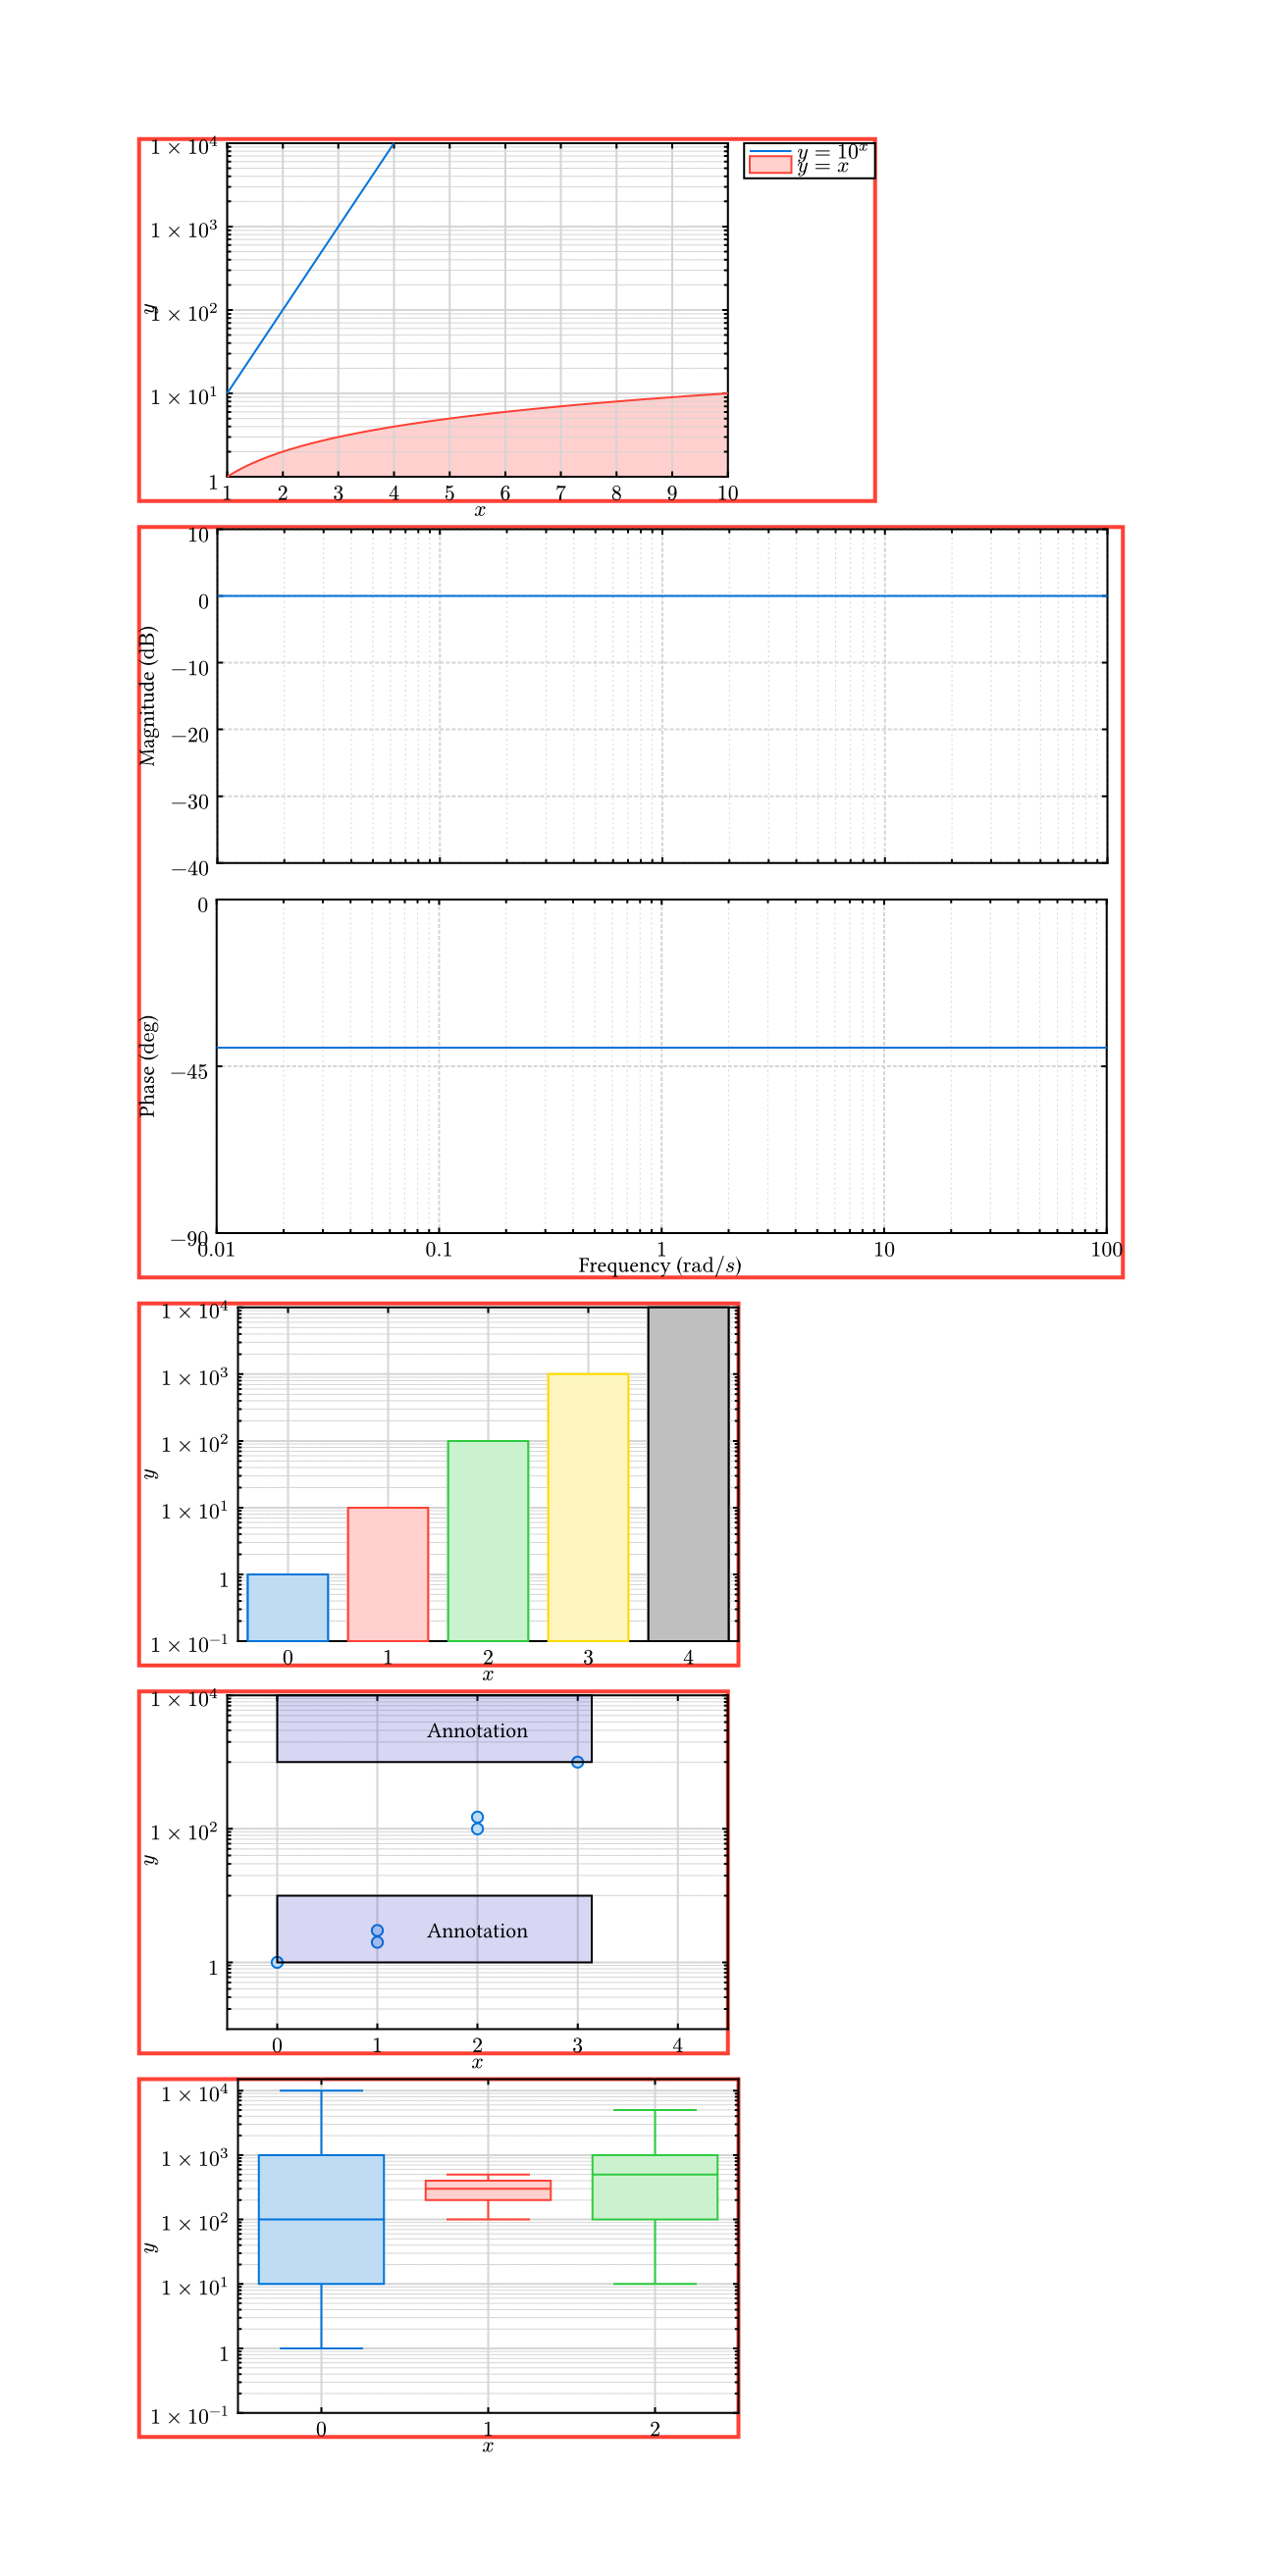 1 × 10⁴
y = 10ˣ
y = x
1 × 10³
y
1 × 10²
1 × 10¹
1
1 2 3 4 5 6 7 8 9 10
x
10
0
Magnitude (dB)
−10
−20
−30
−40
0
Phase (deg)
−45
−90
0.01 0.1 1 10 100
Frequency (rad/s)
1 × 10⁴
1 × 10³
1 × 10²
y
1 × 10¹
1
1 × 10⁻¹
0 1 2 3 4
x
1 × 10⁴
Annotation
1 × 10²
y
Annotation
1
0 1 2 3 4
x
1 × 10⁴
1 × 10³
1 × 10²
y
1 × 10¹
1
1 × 10⁻¹
0 1 2
x